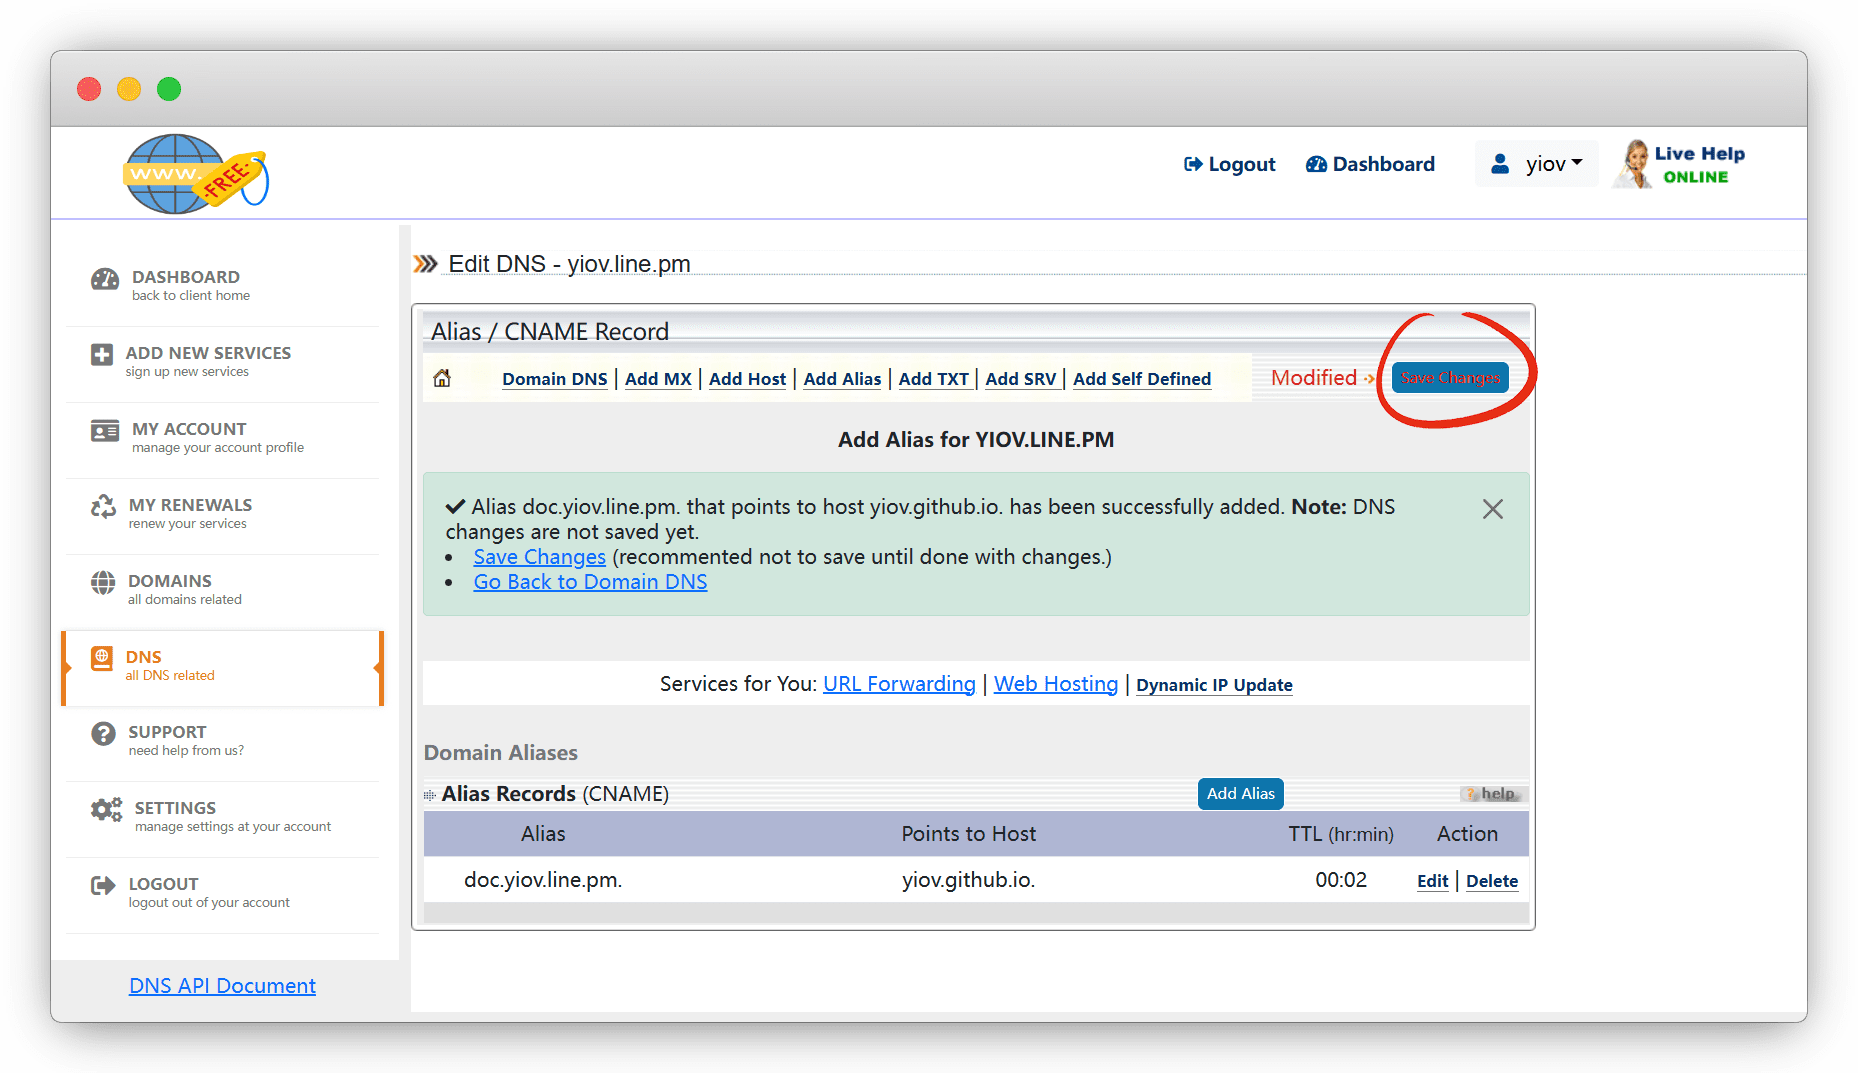 WWW.
-FREE-
Logout
Dashboard
yiov
Live Help
ONLINE
DASHBOARD
back to client home
ADD NEW SERVICES
sign up new services
MY ACCOUNT
manage your account profile
MY RENEWALS
renew your services
DOMAINS
all domains related
DNS
all DNS related
SUPPORT
need help from us?
SETTINGS
manage settings at your account
LOGOUT
logout out of your account
DNS API Document
Edit DNS - yiov.line.pm
Alias / CNAME Record
Domain DNS | Add MX | Add Host | Add Alias | Add TXT | Add SRV | Add Self Defined
Modified
Save Changes
Add Alias for YIOV.LINE.PM
Alias doc.yiov.line.pm. that points to host yiov.github.io. has been successfully added. Note: DNS
changes are not saved yet.
• Save Changes (recommented not to save until done with changes.)
• Go Back to Domain DNS
Services for You: URL Forwarding | Web Hosting | Dynamic IP Update
Domain Aliases
Alias Records (CNAME)
Add Alias
? help
Alias Points to Host TTL (hr:min) Action
doc.yiov.line.pm. yiov.github.io. 00:02 Edit | Delete